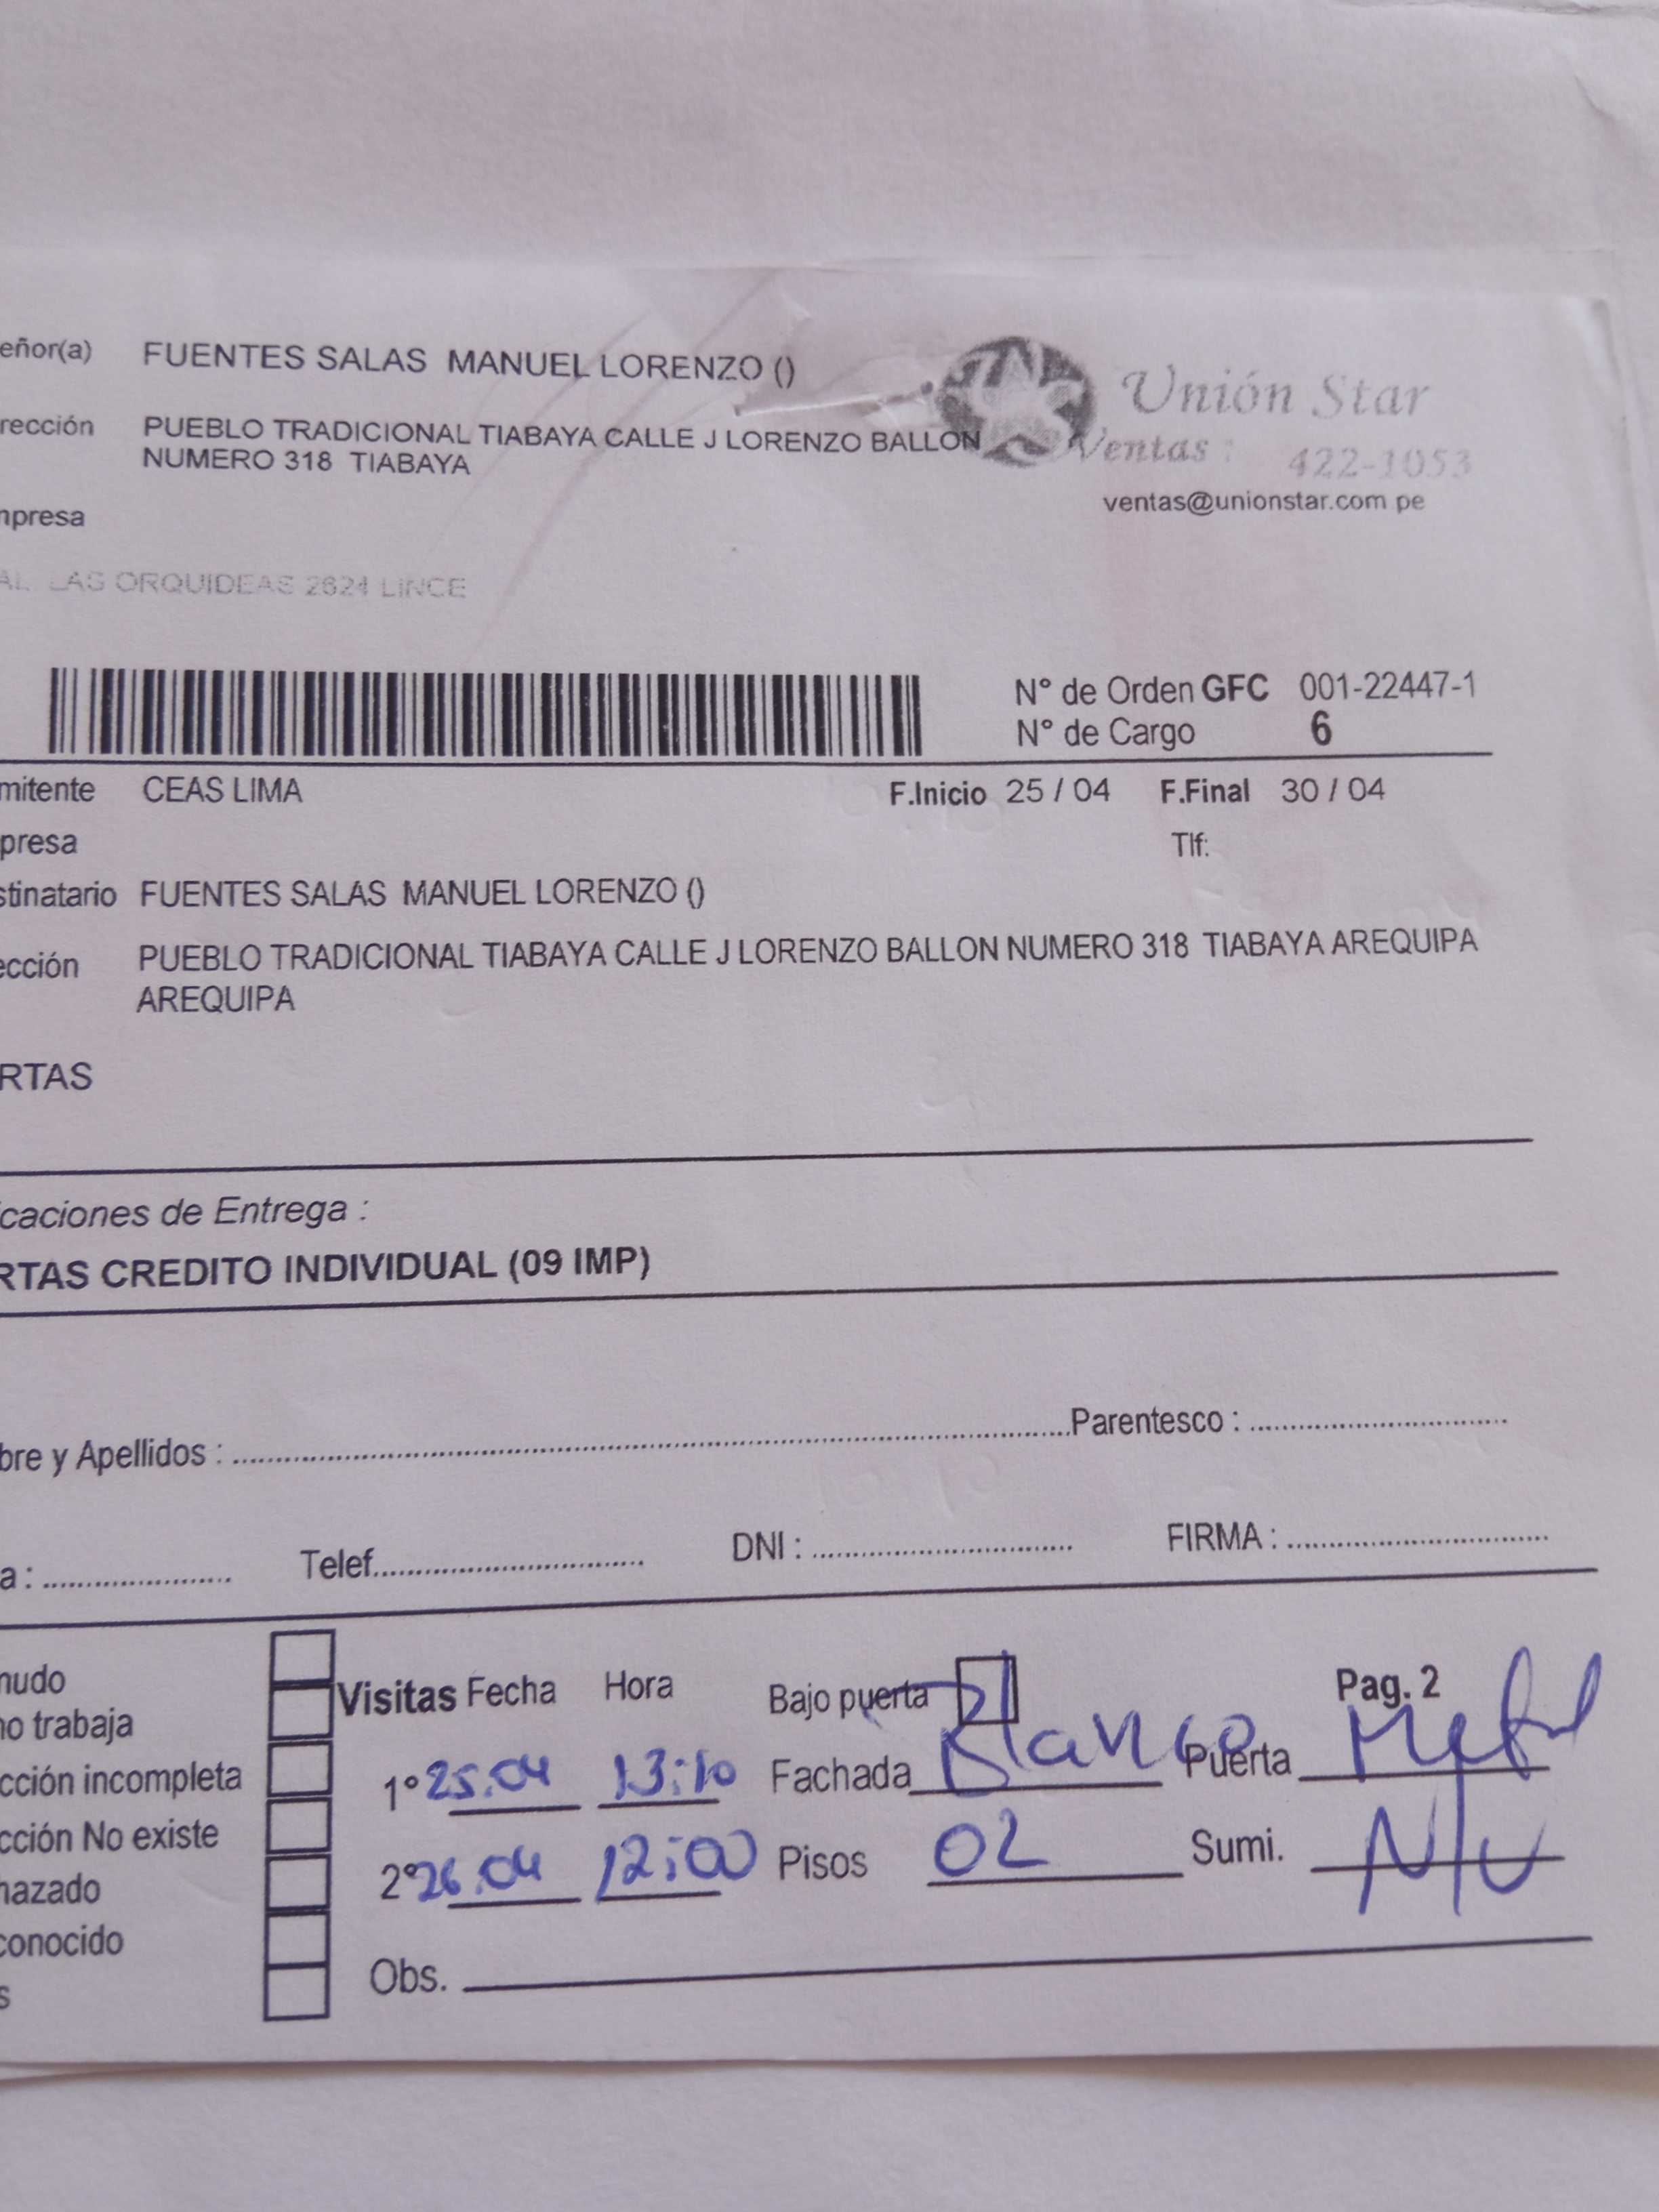 eñor(a) FUENTES SALAS MANUEL LORENZO ()
rección PUEBLO TRADICIONAL TIABAYA CALLE J LORENZO BALLON
NUMERO 318 TIABAYA
Unión Star
Ventas : 422-1053
ventas@unionstar.com.pe
mpresa
AL. LAS ORQUIDEAS 2624 LINCE
N° de Orden GFC 001-22447-1
N° de Cargo 6
mitente CEAS LIMA F.Inicio 25 / 04 F.Final 30 / 04
presa Tlf:
stinatario FUENTES SALAS MANUEL LORENZO ()
ección PUEBLO TRADICIONAL TIABAYA CALLE J LORENZO BALLON NUMERO 318 TIABAYA AREQUIPA
AREQUIPA
RTAS
caciones de Entrega :
RTAS CREDITO INDIVIDUAL (09 IMP)
bre y Apellidos : Parentesco :
a : Telef. DNI : FIRMA :
nudo
no trabaja
cción incompleta
cción No existe
hazado
conocido
s
Visitas Fecha Hora Bajo puerta Pag. 2
1° 25.04 13:10 Fachada Blanco Puerta Metal
2° 26.04 12:00 Pisos 02 Sumi. N/V
Obs.